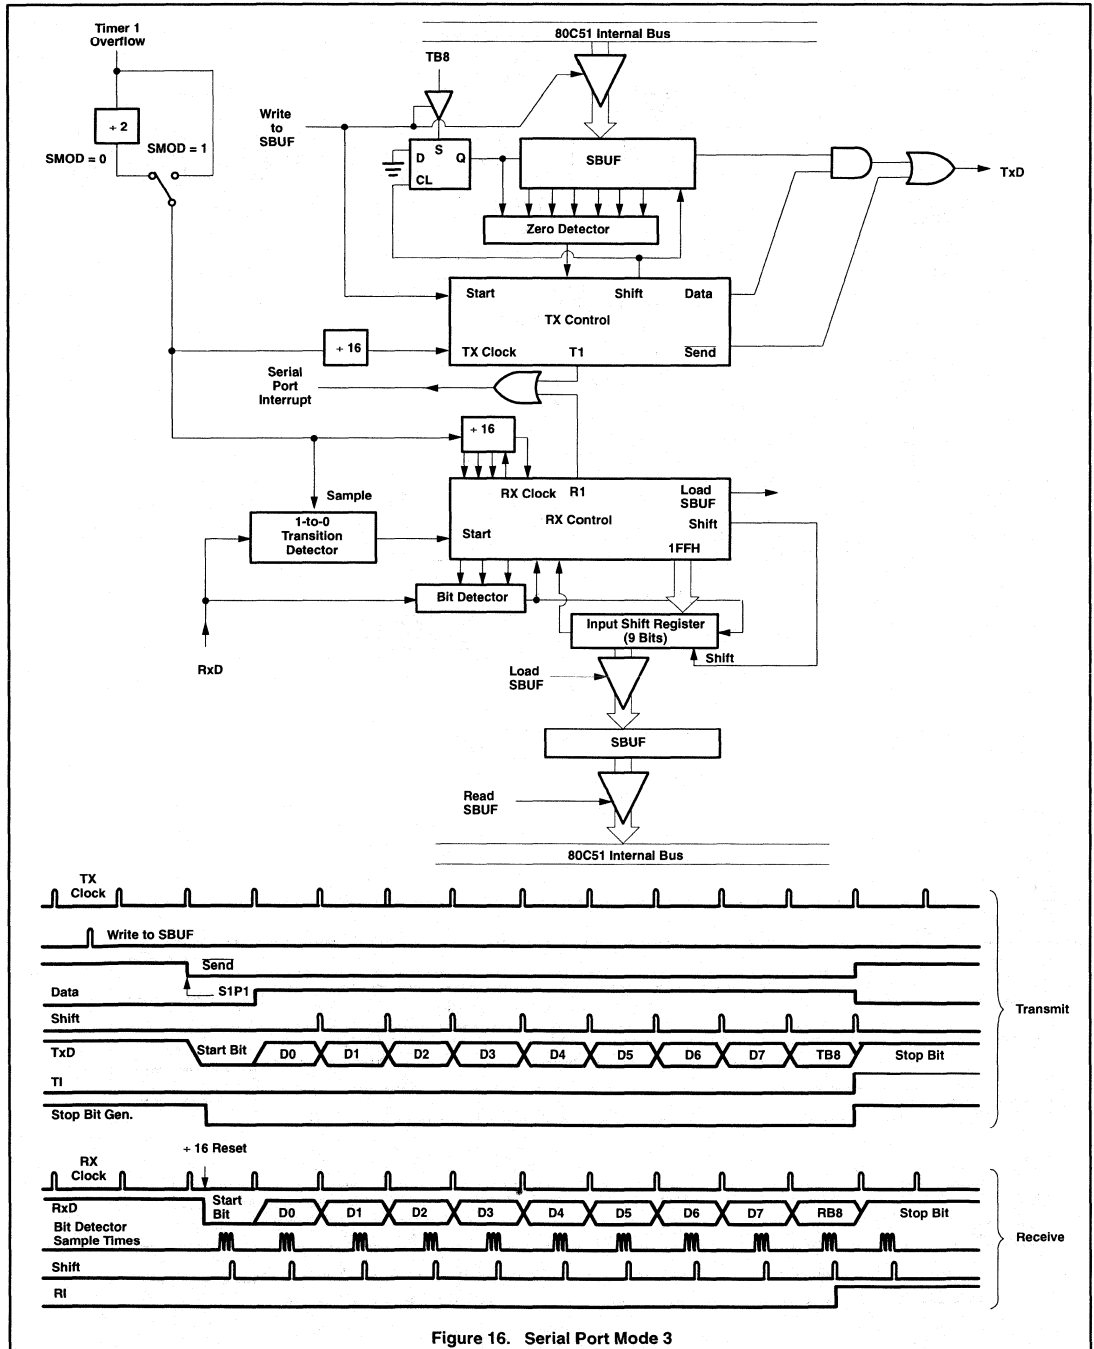 Timer 1
Overflow
80C51 Internal Bus
TB8
÷ 2
Write
to
SBUF
SMOD = 0
SMOD = 1
S
D
Q
CL
SBUF
TxD
Zero Detector
Start
Shift
Data
TX Control
÷ 16
TX Clock
T1
Send
Serial
Port
Interrupt
÷ 16
Sample
RX Clock
R1
Load
SBUF
RX Control
Shift
1-to-0
Transition
Detector
Start
1FFH
Bit Detector
Input Shift Register
(9 Bits)
RxD
Load
SBUF
Shift
SBUF
Read
SBUF
80C51 Internal Bus
TX
Clock
Write to SBUF
Send
Data
S1P1
Transmit
Shift
TxD
Start Bit
D0
D1
D2
D3
D4
D5
D6
D7
TB8
Stop Bit
TI
Stop Bit Gen.
÷ 16 Reset
RX
Clock
RxD
Start
Bit
D0
D1
D2
D3
D4
D5
D6
D7
RB8
Stop Bit
Bit Detector
Sample Times
Receive
Shift
RI
Figure 16. Serial Port Mode 3